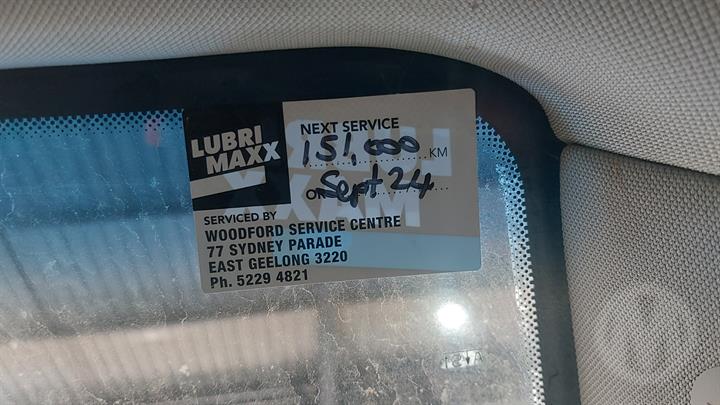 LUBRI
MAXX
NEXT SERVICE
151,000 KM
OR Sept 24
SERVICED BY
WOODFORD SERVICE CENTRE
77 SYDNEY PARADE
EAST GEELONG 3220
Ph. 5229 4821